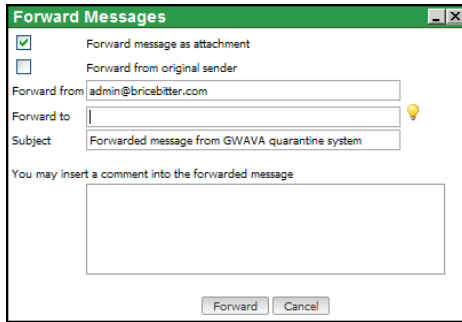 Forward Messages
Forward message as attachment
Forward from original sender
Forward from admin@bricebitter.com
Forward to
Subject Forwarded message from GWAVA quarantine system
You may insert a comment into the forwarded message
Forward Cancel